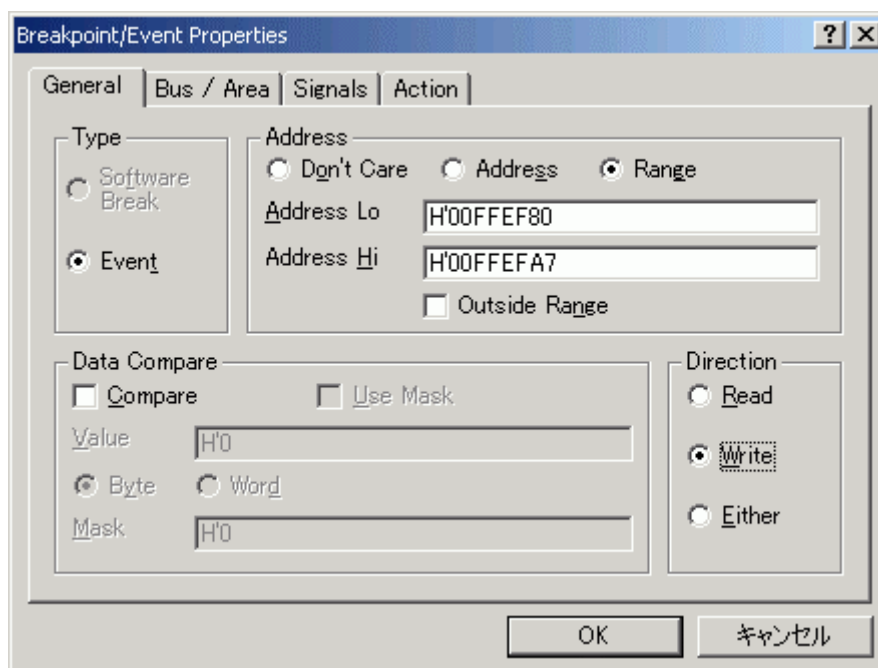 Breakpoint/Event Properties
General Bus / Area Signals Action
Type
Software
Break
Event
Address
Don't Care Address Range
Address Lo H'00FFEF80
Address Hi H'00FFEFA7
Outside Range
Data Compare
Compare Use Mask
Value H'0
Byte Word
Mask H'0
Direction
Read
Write
Either
OK キャンセル